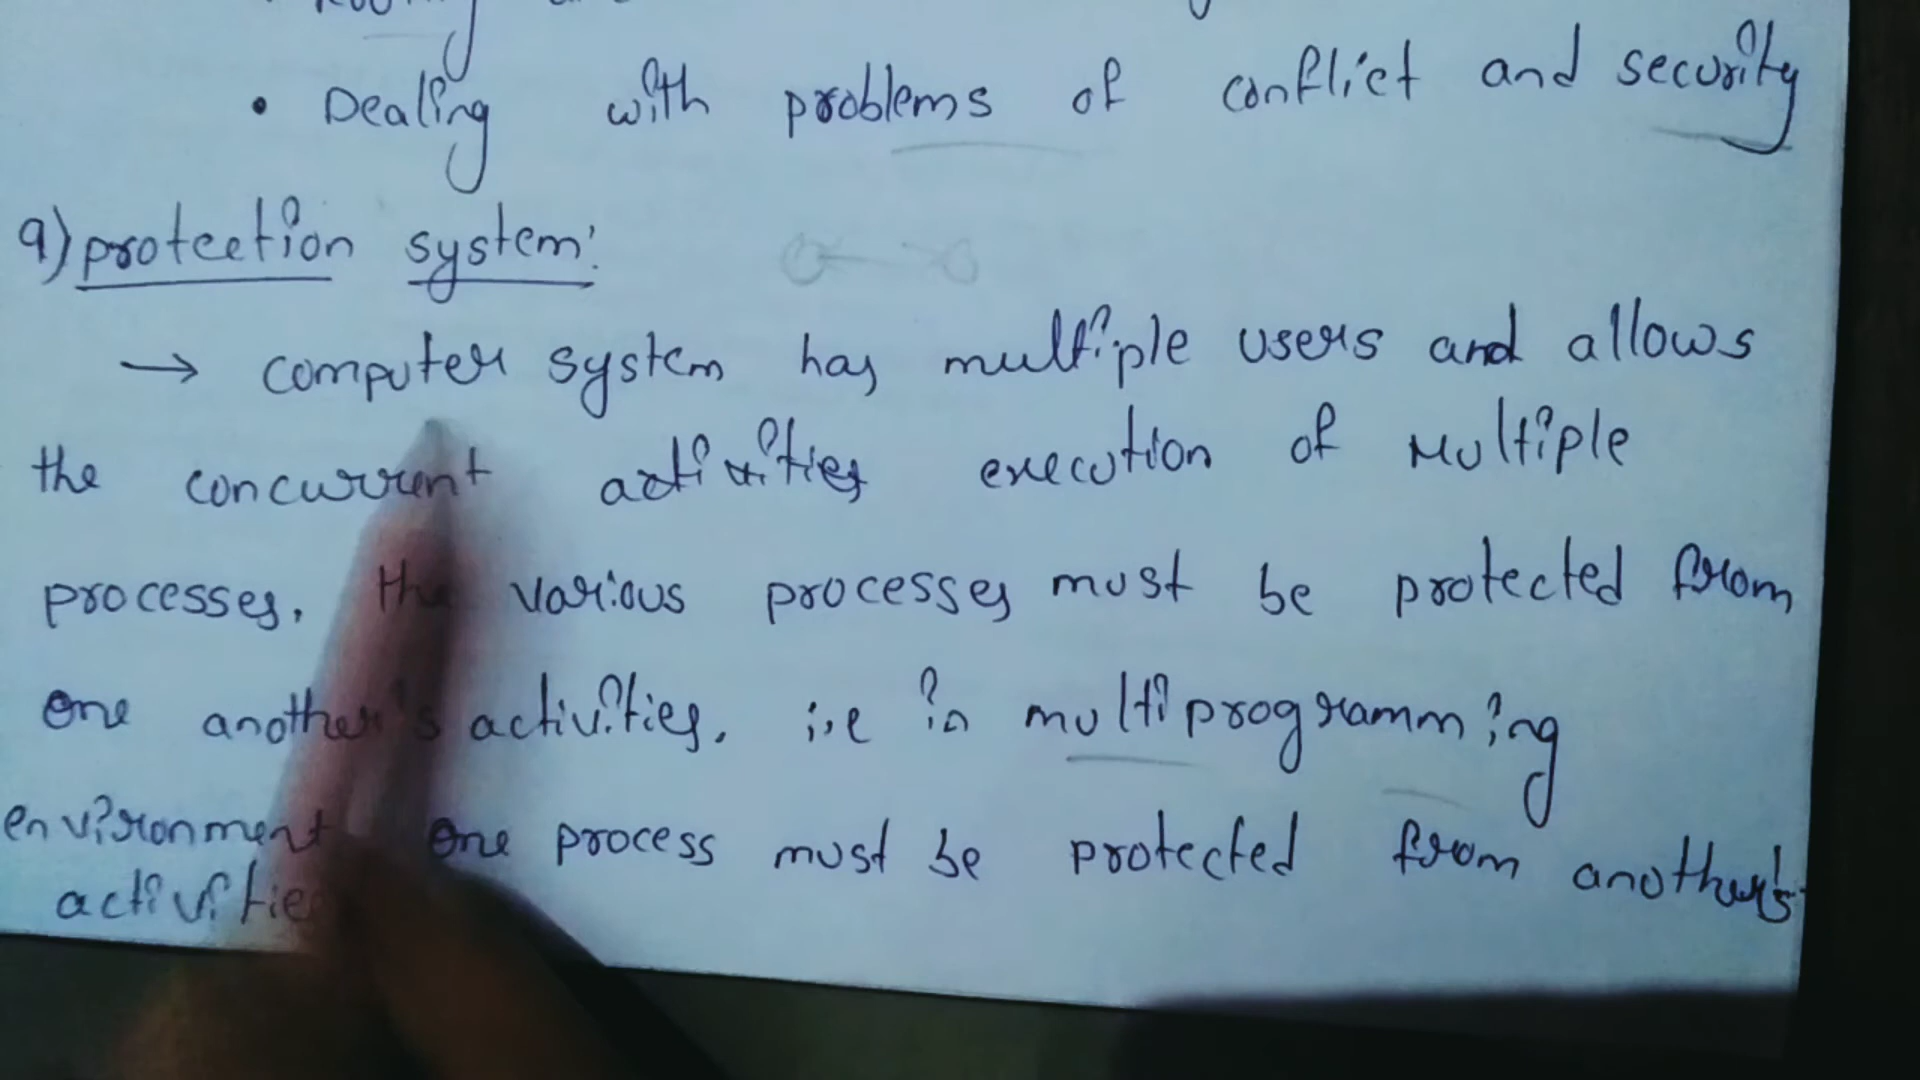 • Dealing with problems of conflict and security
9) protection system:
→ computer system has multiple users and allows
the concurrent activities execution of Multiple
processes, the various processes must be protected from
one another's activities, i.e in multiprogramming
environment one process must be protected from another's
activities